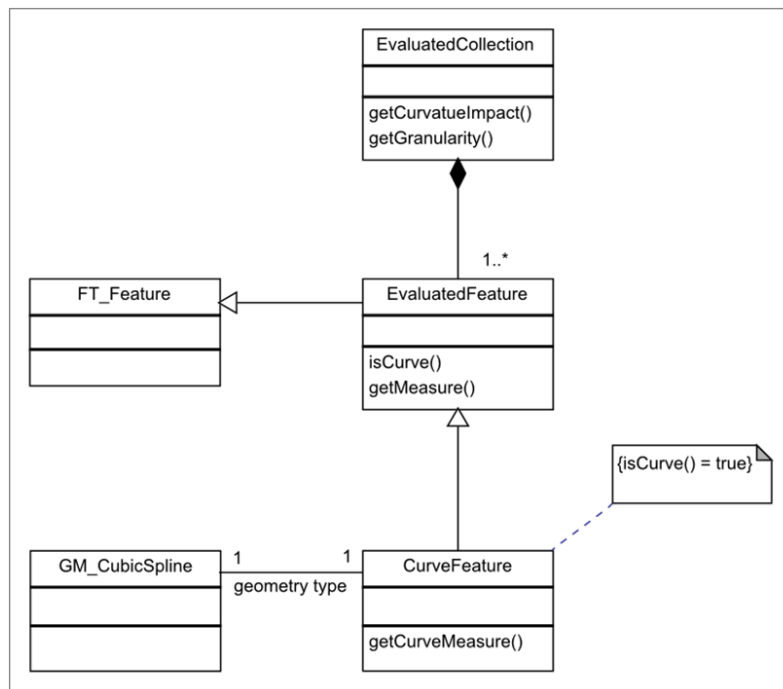 EvaluatedCollection
getCurvatueImpact()
getGranularity()
1..*
FT_Feature
EvaluatedFeature
isCurve()
getMeasure()
{isCurve() = true}
GM_CubicSpline
1
1
CurveFeature
geometry type
getCurveMeasure()